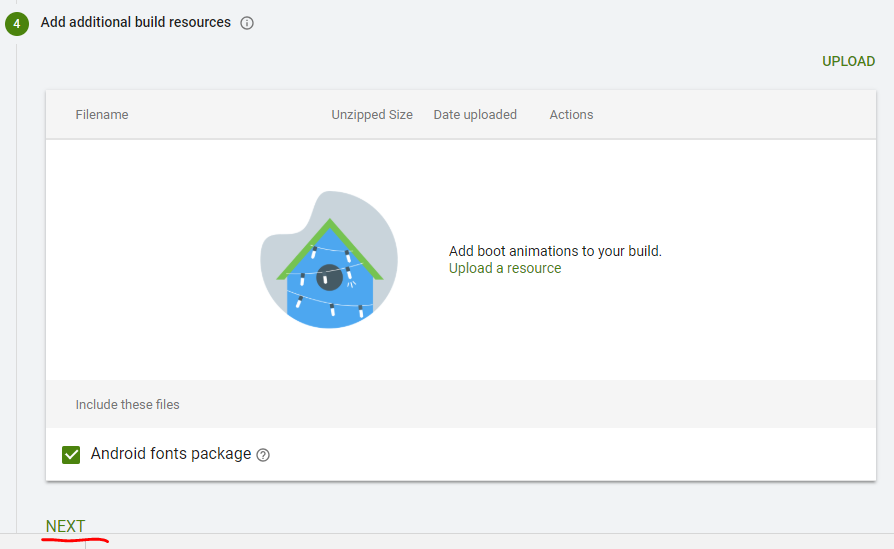 4 Add additional build resources
UPLOAD
Filename Unzipped Size Date uploaded Actions
Add boot animations to your build.
Upload a resource
Include these files
Android fonts package
NEXT